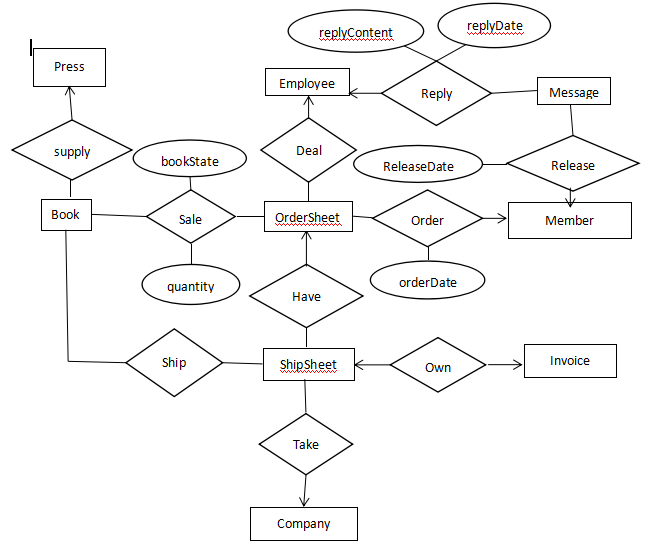 replyContent
replyDate
Press
Employee
Reply
Message
supply
bookState
Deal
ReleaseDate
Release
Book
Sale
OrderSheet
Order
Member
quantity
Have
orderDate
Ship
ShipSheet
Own
Invoice
Take
Company